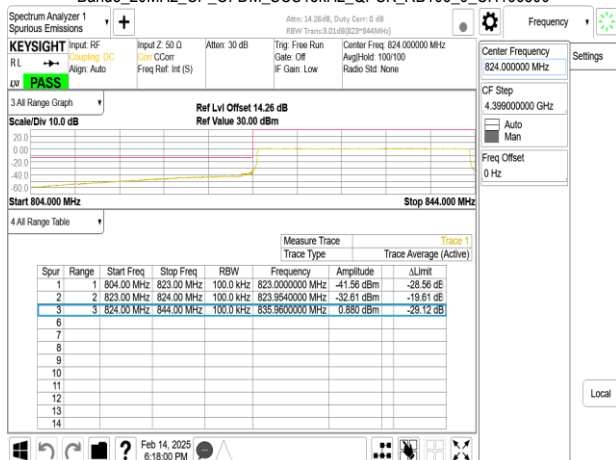 Spectrum Analyzer 1
Spurious Emissions
+
Attn: 14.26dB, Duty Corr: 0 dB
RBW Trans:3.01dB(823~844MHz)
Frequency
KEYSIGHT
RL
LXI
PASS
Input: RF
Coupling: DC
Align: Auto
Input Z: 50 Ω
Corr CCorr
Freq Ref: Int (S)
Atten: 30 dB
Trig: Free Run
Gate: Off
IF Gain: Low
Center Freq: 824.000000 MHz
Avg|Hold: 100/100
Radio Std: None
Center Frequency
824.000000 MHz
Settings
CF Step
4.399000000 GHz
Auto
Man
Freq Offset
0 Hz
3 All Range Graph
Scale/Div 10.0 dB
Ref Lvl Offset 14.26 dB
Ref Value 30.00 dBm
20.0
0.00
-20.0
-40.0
-60.0
Start 804.000 MHz
Stop 844.000 MHz
4 All Range Table
Measure Trace Trace 1
Trace Type Trace Average (Active)
Spur Range Start Freq Stop Freq RBW Frequency Amplitude ΔLimit
1 1 804.00 MHz 823.00 MHz 100.0 kHz 823.0000000 MHz -41.56 dBm -28.56 dB
2 2 823.00 MHz 824.00 MHz 100.0 kHz 823.9540000 MHz -32.61 dBm -19.61 dB
3 3 824.00 MHz 844.00 MHz 100.0 kHz 835.9600000 MHz 0.880 dBm -29.12 dB
6
7
8
9
10
11
12
13
14
Local
?
Feb 14, 2025
6:18:00 PM